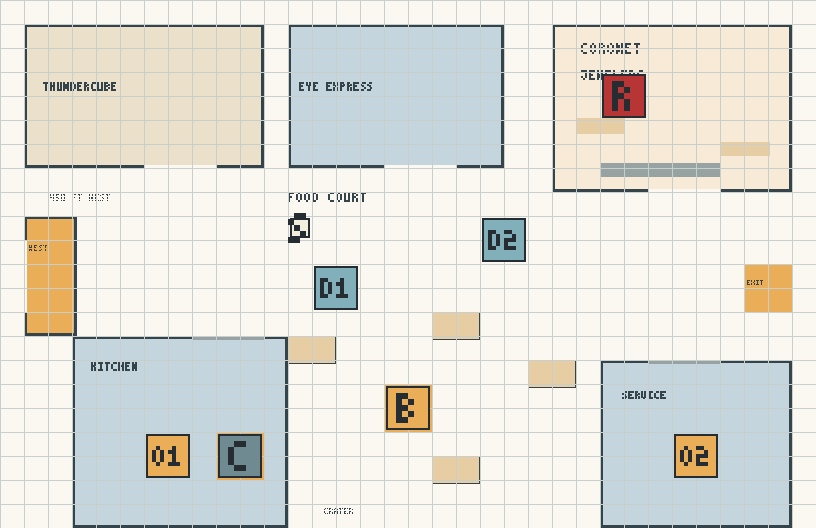 CORONET
JEWELERS
R
THUNDERCUBE
EYE EXPRESS
FOOD COURT
D2
WEST
D1
EXIT
KITCHEN
SERVICE
B
01
C
02
CRATER